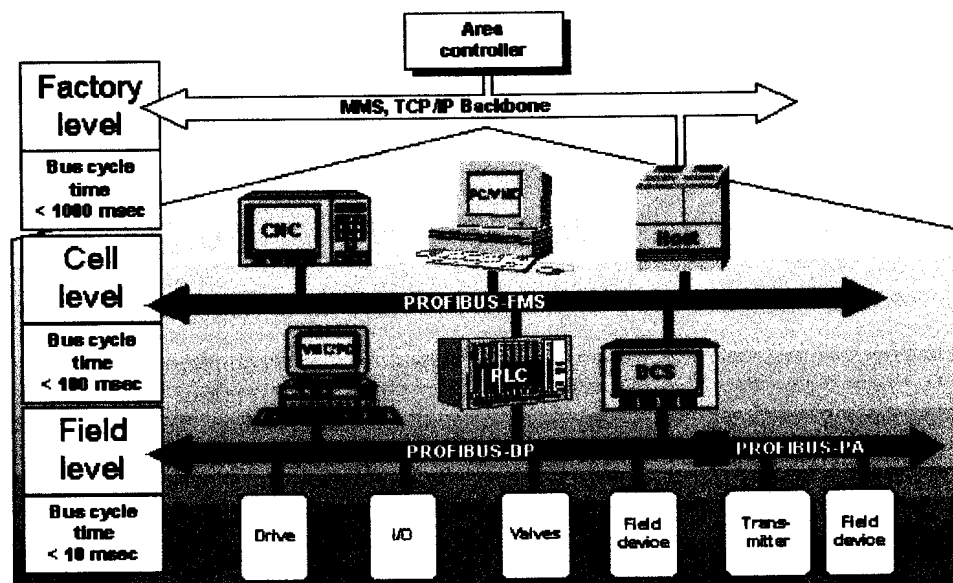 Area
controller
Factory
level
MMS, TCP/IP Backbone
Bus cycle
time
< 1000 msec
CNC
PC/VME
Host
Cell
level
PROFIBUS-FMS
Bus cycle
time
< 100 msec
VME/PC
PLC
DCS
Field
level
PROFIBUS-DP
PROFIBUS-PA
Bus cycle
time
< 10 msec
Drive
I/O
Valves
Field
device
Trans-
mitter
Field
device